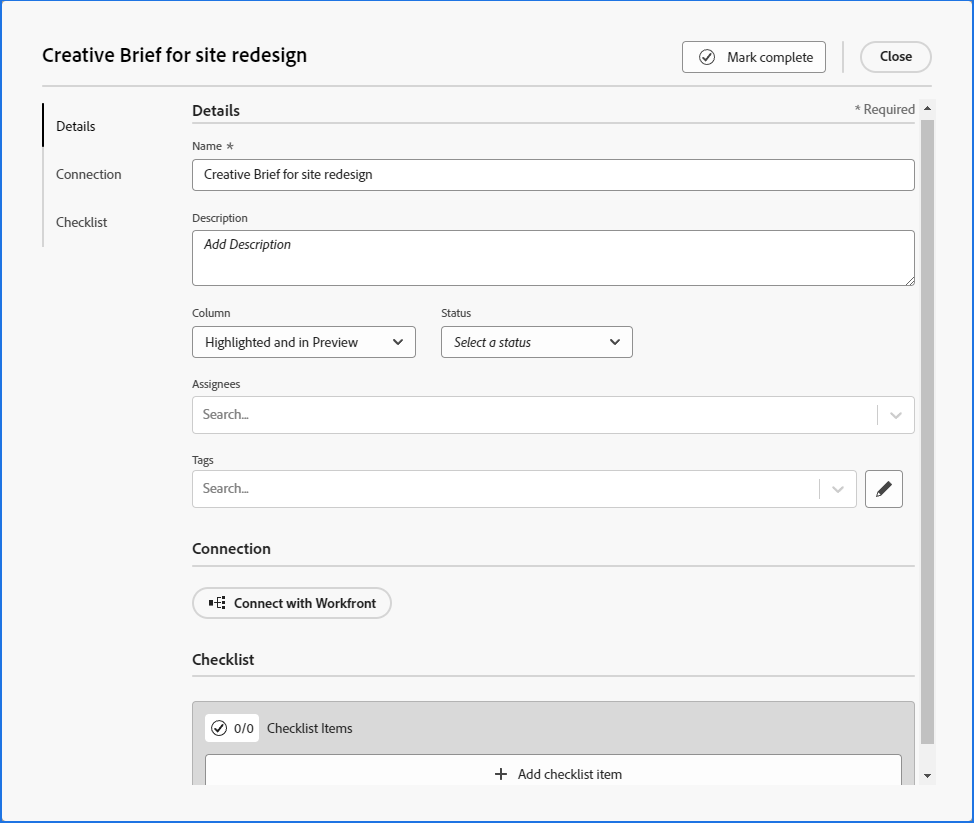 Creative Brief for site redesign
Mark complete
Close
Details
Connection
Checklist
Details
* Required
Name *
Creative Brief for site redesign
Description
Add Description
Column
Status
Highlighted and in Preview
Select a status
Assignees
Search...
Tags
Search...
Connection
Connect with Workfront
Checklist
0/0 Checklist Items
+ Add checklist item